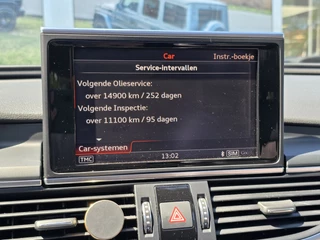 Car
Instr.-boekje
Service-intervallen
Volgende Olieservice:
over 14900 km / 252 dagen
Volgende Inspectie:
over 11100 km / 95 dagen
Car-systemen
TMC
13:02
SIM